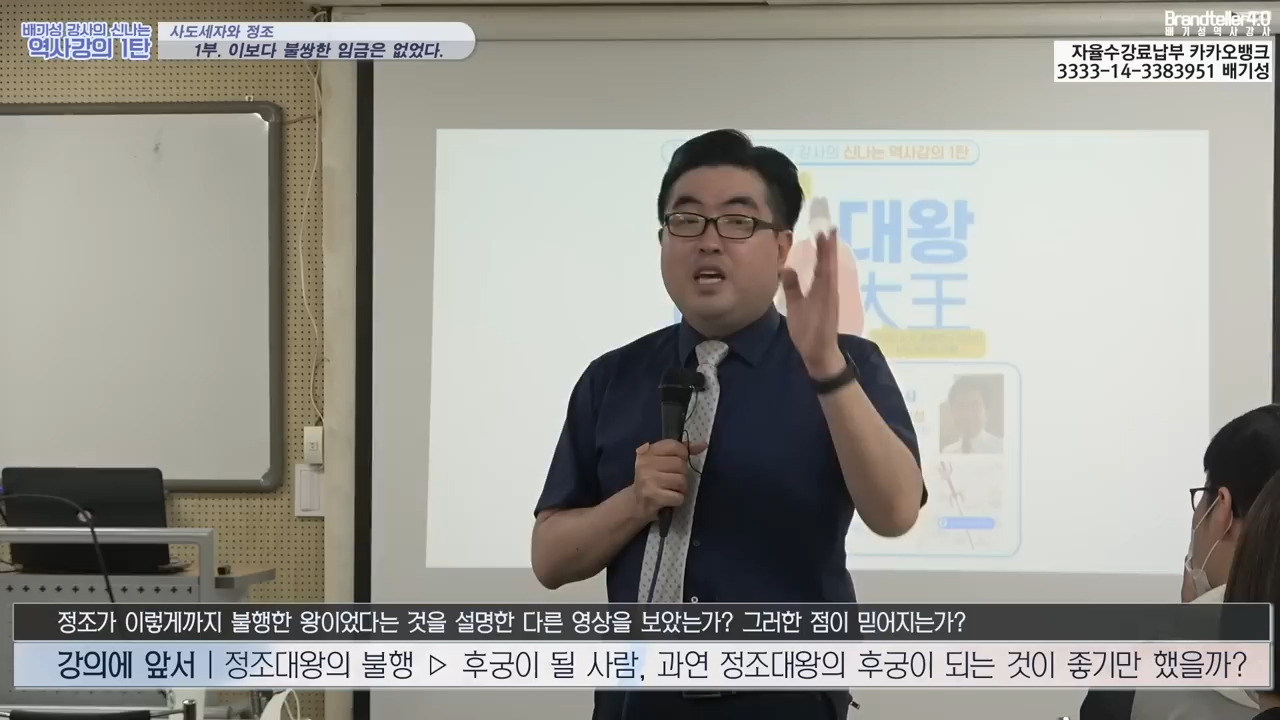 배기성 강사의 신나는
역사강의 1탄
사도세자와 정조
1부. 이보다 불쌍한 임금은 없었다.
Brandteller4.0
배기성역사강사
자율수강료납부 카카오뱅크
3333-14-3383951 배기성
강사의 신나는 역사강의 1탄
대왕
大王
정조가 이렇게까지 불행한 왕이었다는 것을 설명한 다른 영상을 보았는가? 그러한 점이 믿어지는가?
강의에 앞서 | 정조대왕의 불행 ▷ 후궁이 될 사람, 과연 정조대왕의 후궁이 되는 것이 좋기만 했을까?